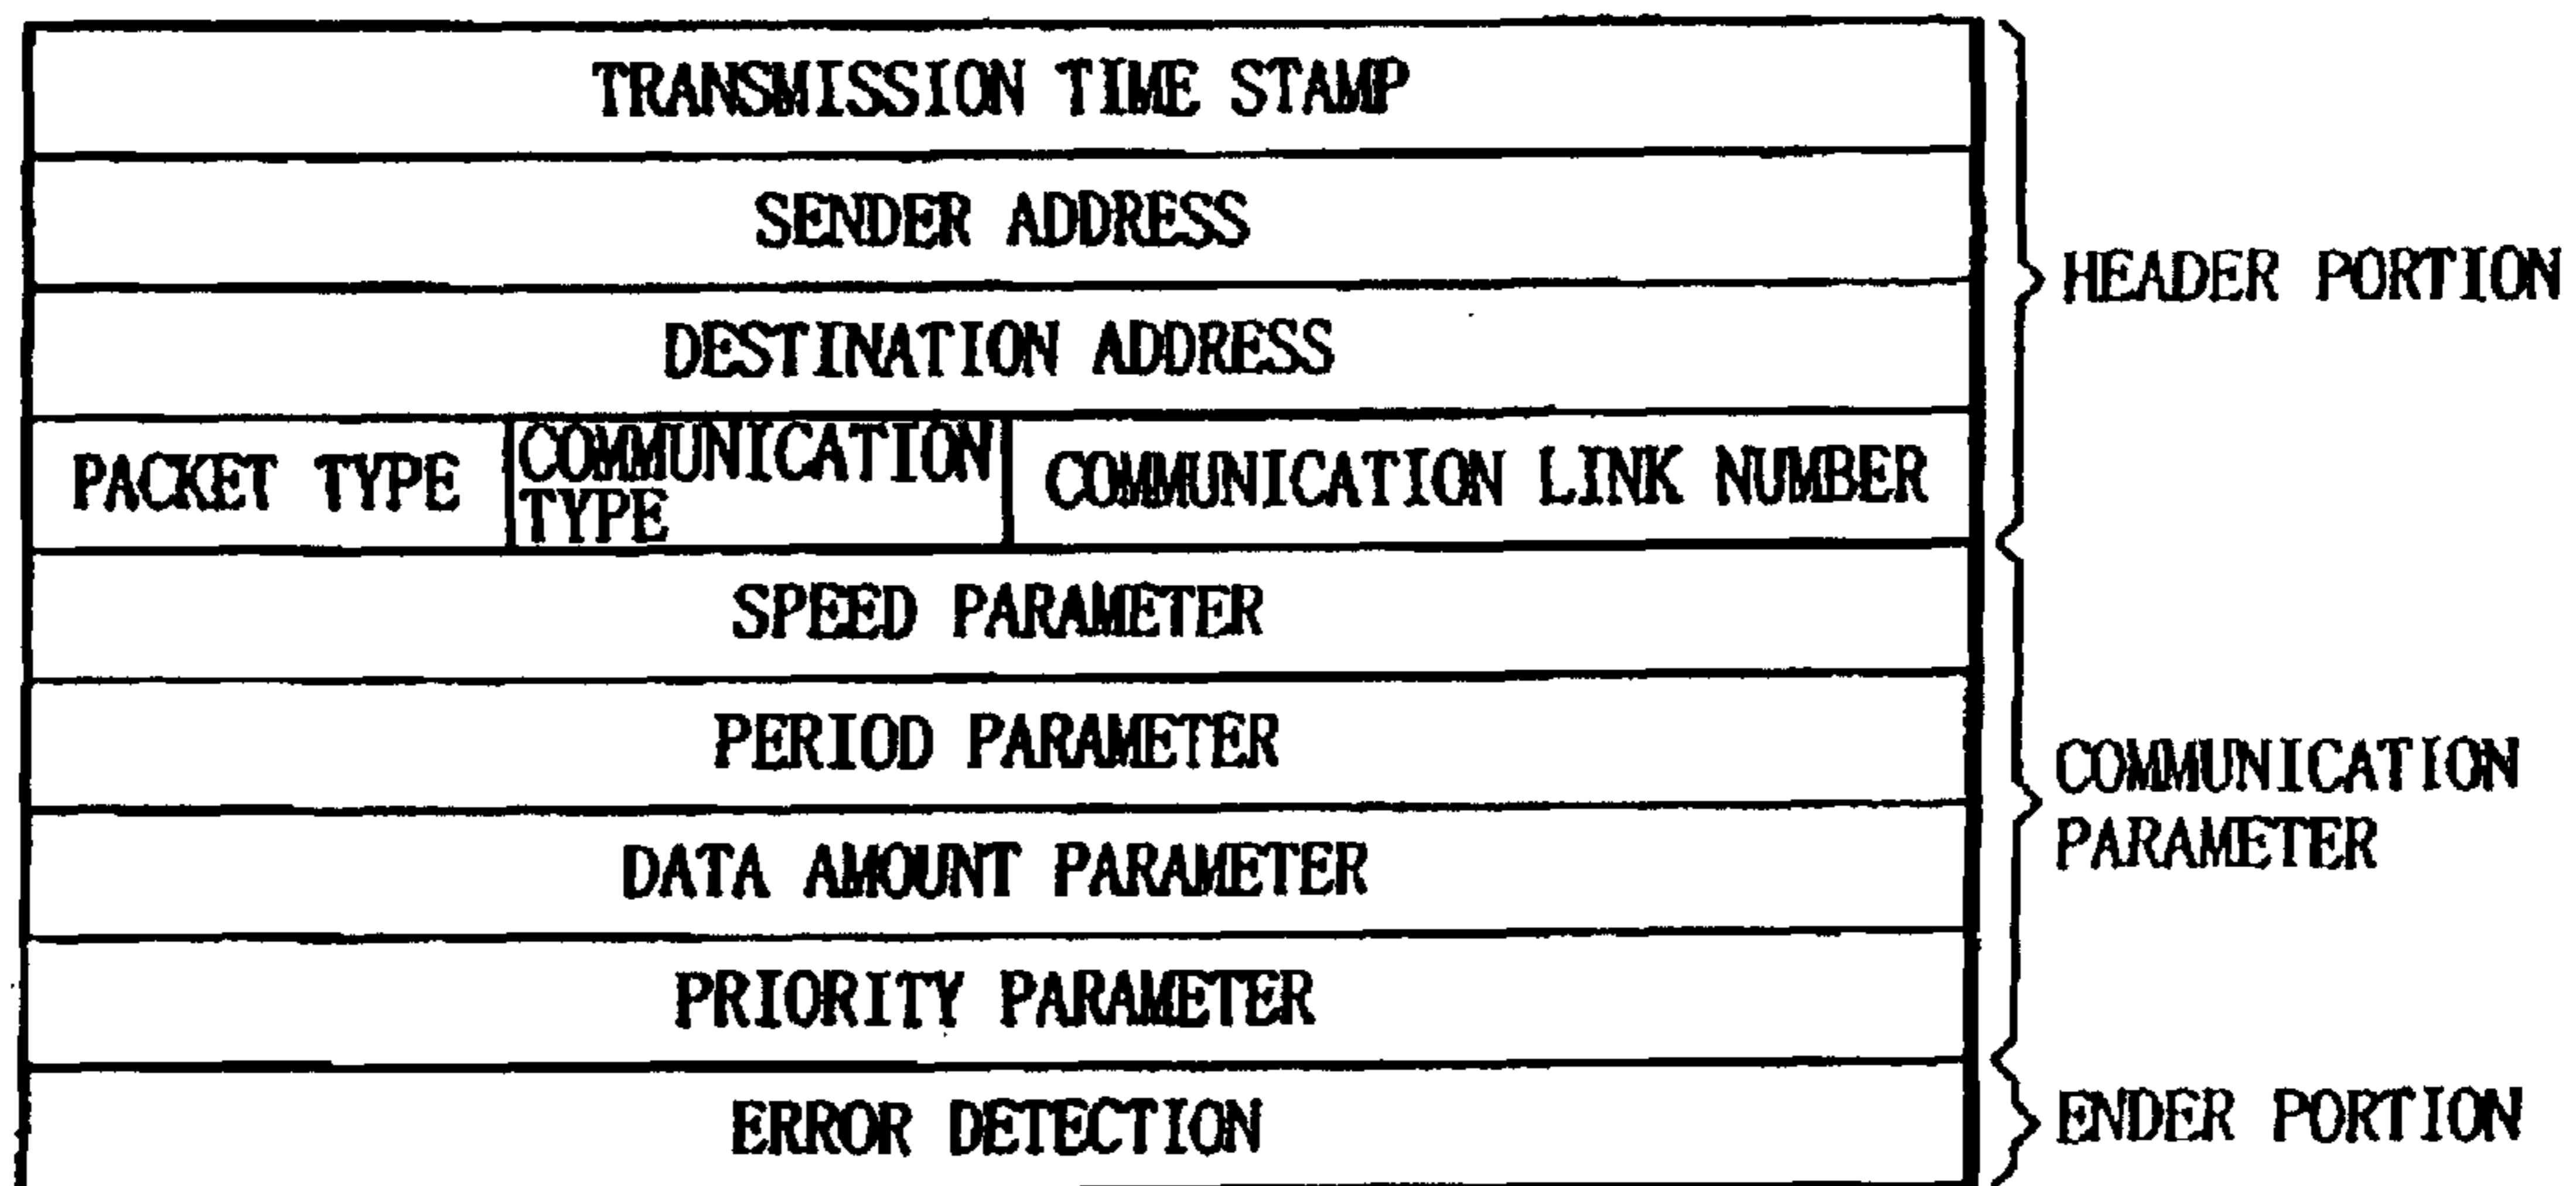 TRANSMISSION TIME STAMP
SENDER ADDRESS
DESTINATION ADDRESS
HEADER PORTION
PACKET TYPE
COMMUNICATION
TYPE
COMMUNICATION LINK NUMBER
SPEED PARAMETER
PERIOD PARAMETER
DATA AMOUNT PARAMETER
PRIORITY PARAMETER
COMMUNICATION
PARAMETER
ERROR DETECTION
ENDER PORTION